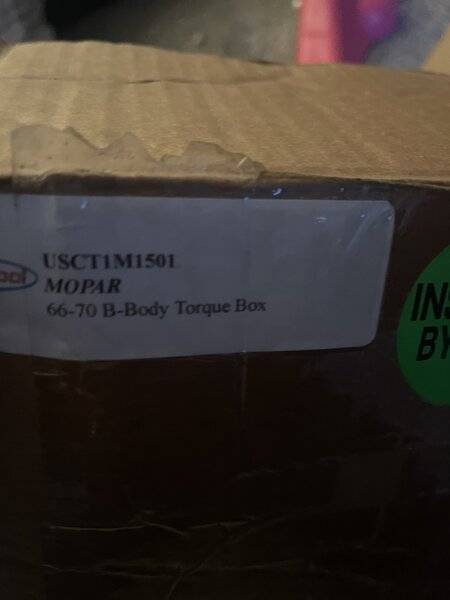 USCT1M1501
MOPAR
66-70 B-Body Torque Box